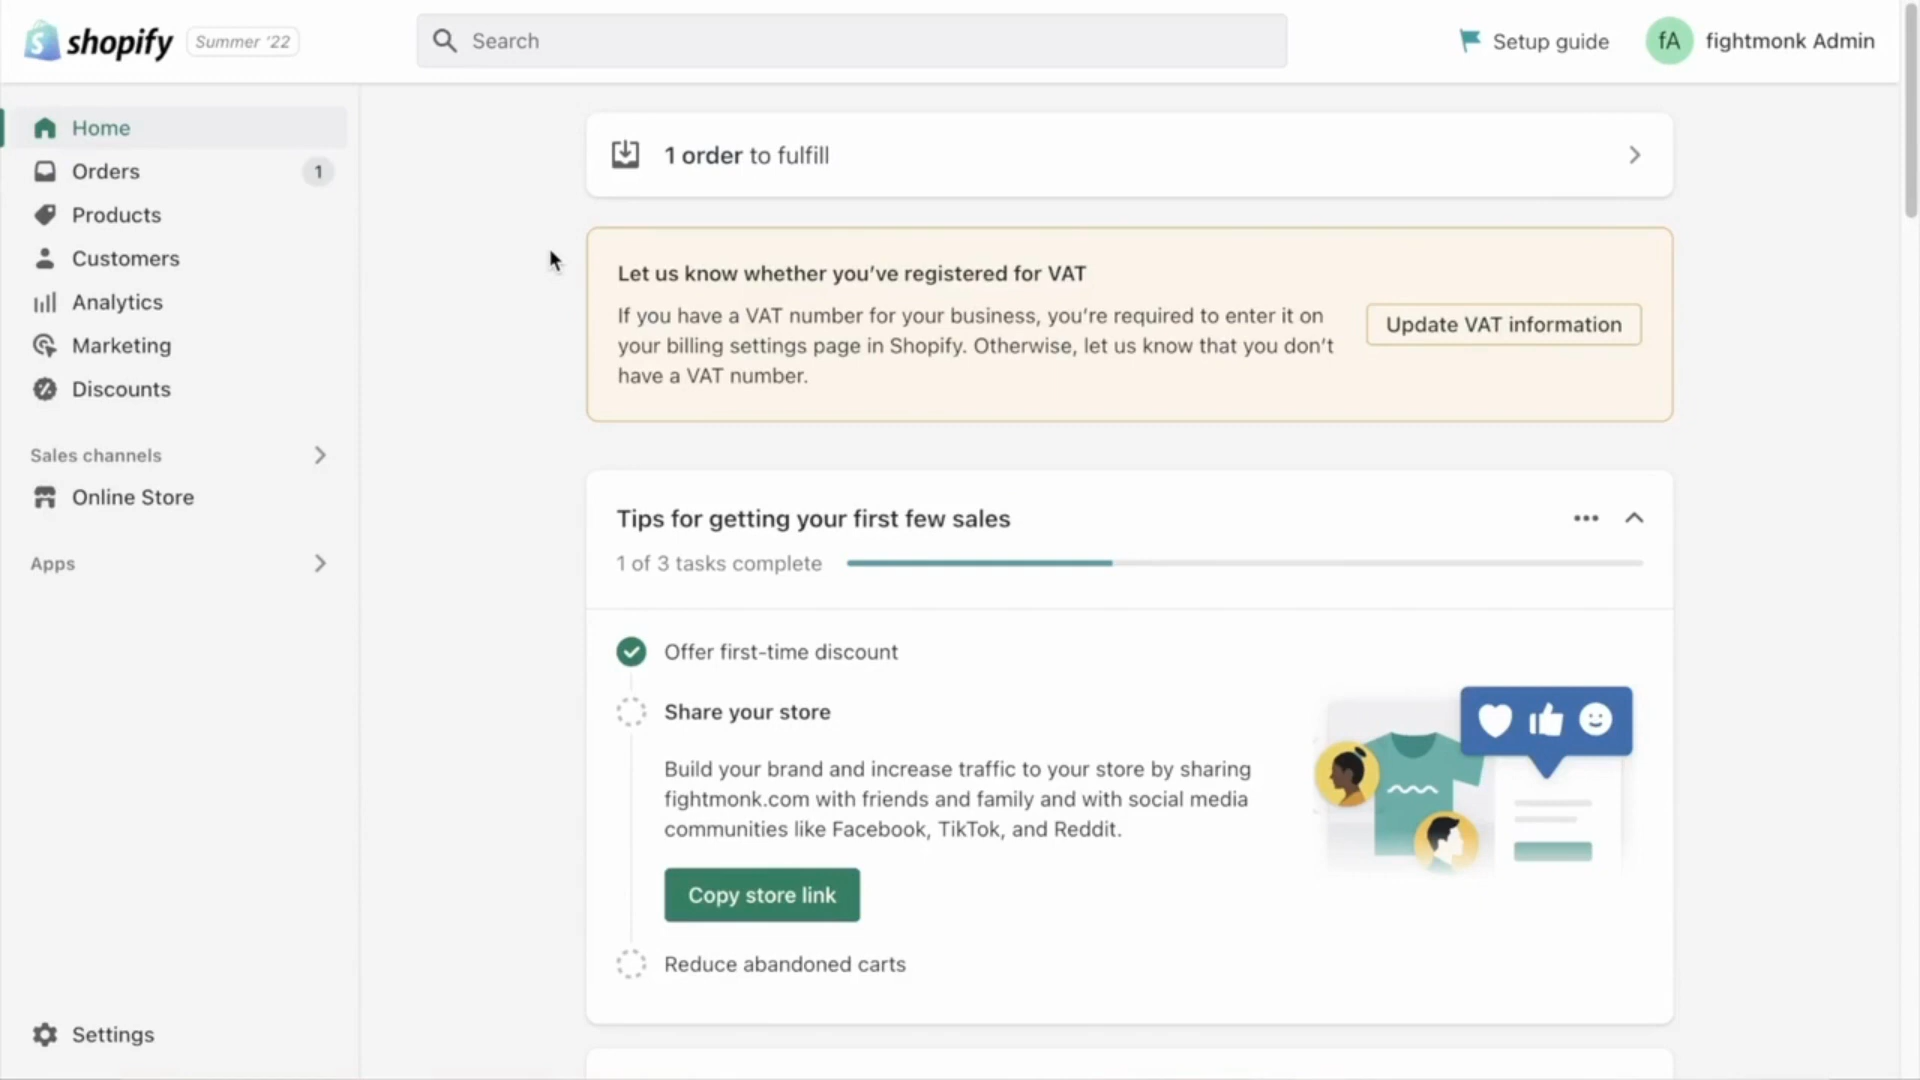 shopify Summer '22
Search
Setup guide
fA fightmonk Admin
Home
Orders 1
Products
Customers
Analytics
Marketing
Discounts
Sales channels
Online Store
Apps
Settings
1 order to fulfill
Let us know whether you've registered for VAT
If you have a VAT number for your business, you're required to enter it on
your billing settings page in Shopify. Otherwise, let us know that you don't
have a VAT number.
Update VAT information
Tips for getting your first few sales
1 of 3 tasks complete
Offer first-time discount
Share your store
Build your brand and increase traffic to your store by sharing
fightmonk.com with friends and family and with social media
communities like Facebook, TikTok, and Reddit.
Copy store link
Reduce abandoned carts